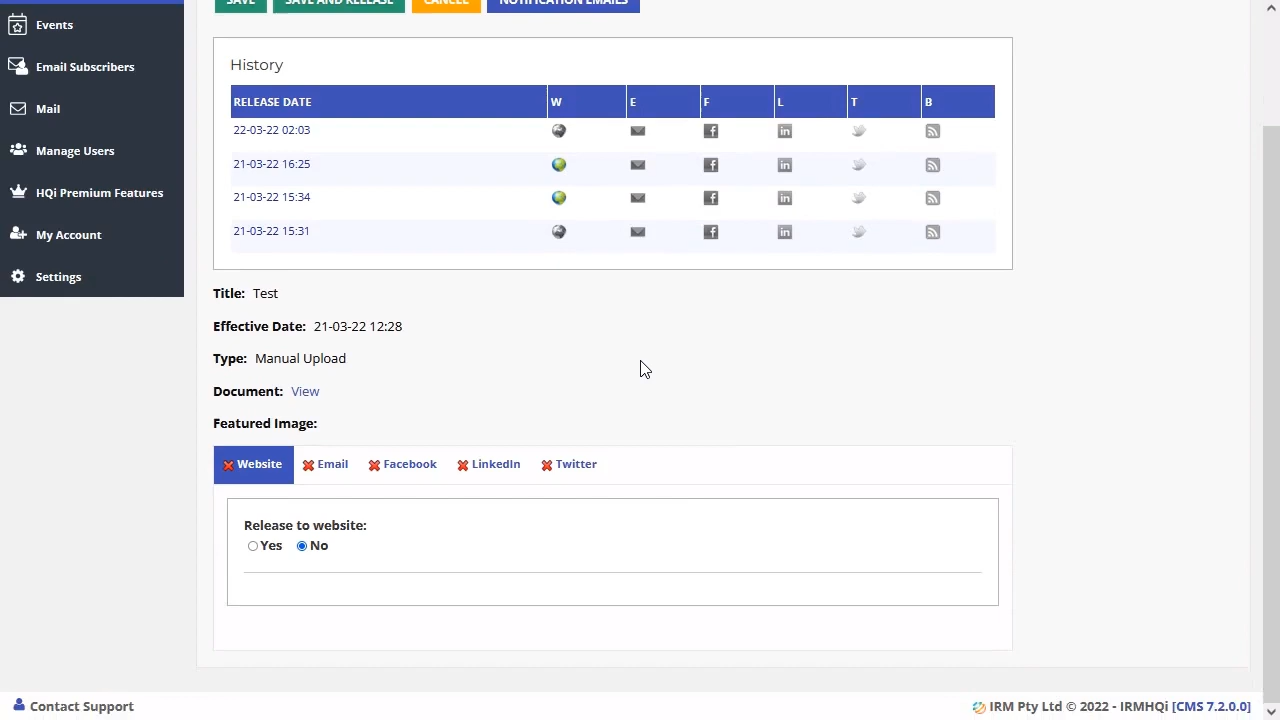 SAVE SAVE AND RELEASE CANCEL NOTIFICATION EMAILS
Events
Email Subscribers
Mail
Manage Users
HQi Premium Features
My Account
Settings
History
RELEASE DATE W E F L T B
22-03-22 02:03
21-03-22 16:25
21-03-22 15:34
21-03-22 15:31
Title: Test
Effective Date: 21-03-22 12:28
Type: Manual Upload
Document: View
Featured Image:
Website Email Facebook LinkedIn Twitter
Release to website:
Yes No
Contact Support
IRM Pty Ltd © 2022 - IRMHQi [CMS 7.2.0.0]